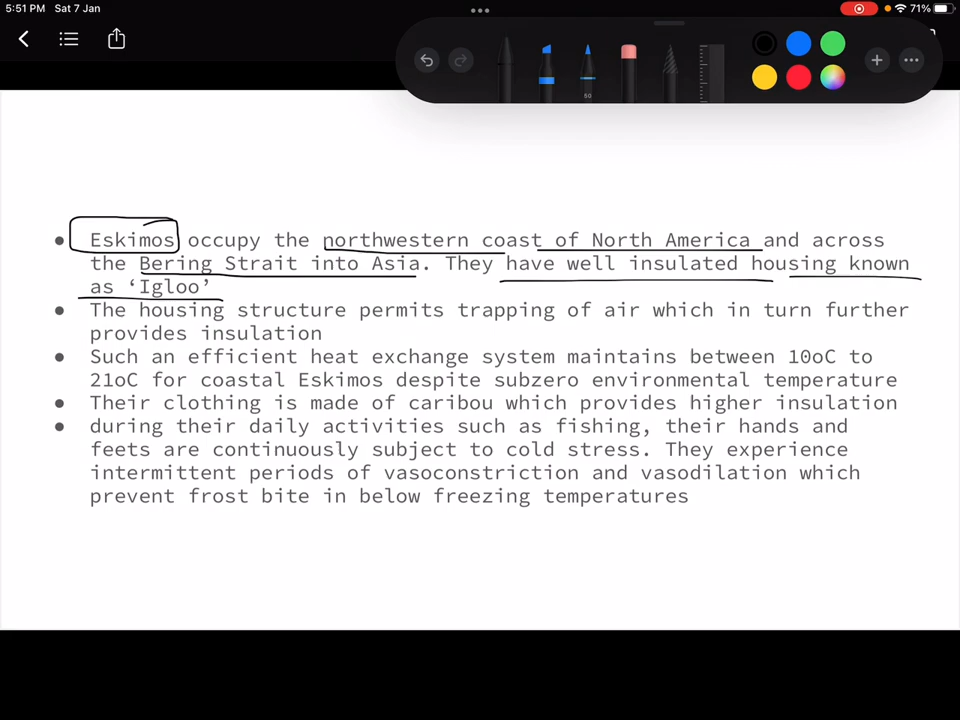 5:51 PM Sat 7 Jan 71%
50
● Eskimos occupy the northwestern coast of North America and across
the Bering Strait into Asia. They have well insulated housing known
as ‘Igloo’
● The housing structure permits trapping of air which in turn further
provides insulation
● Such an efficient heat exchange system maintains between 10oC to
21oC for coastal Eskimos despite subzero environmental temperature
● Their clothing is made of caribou which provides higher insulation
● during their daily activities such as fishing, their hands and
feets are continuously subject to cold stress. They experience
intermittent periods of vasoconstriction and vasodilation which
prevent frost bite in below freezing temperatures